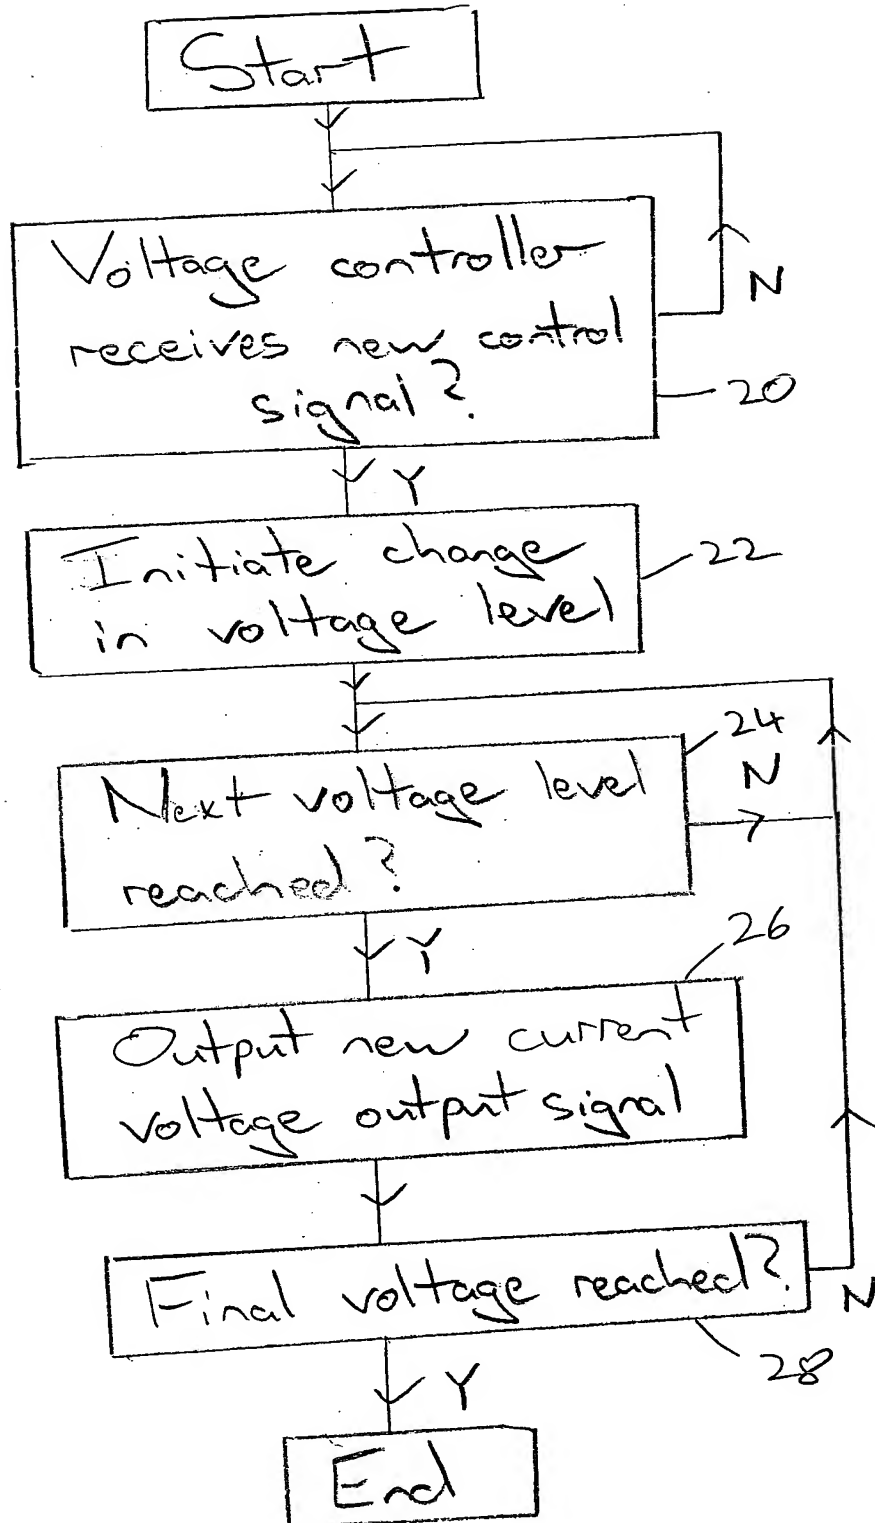 Start
Voltage controller
receives new control
signal?
N
20
Y
Initiate change
in voltage level
22
24
N
Next voltage level
reached?
Y
26
Output new current
voltage output signal
Final voltage reached?
N
28
Y
End